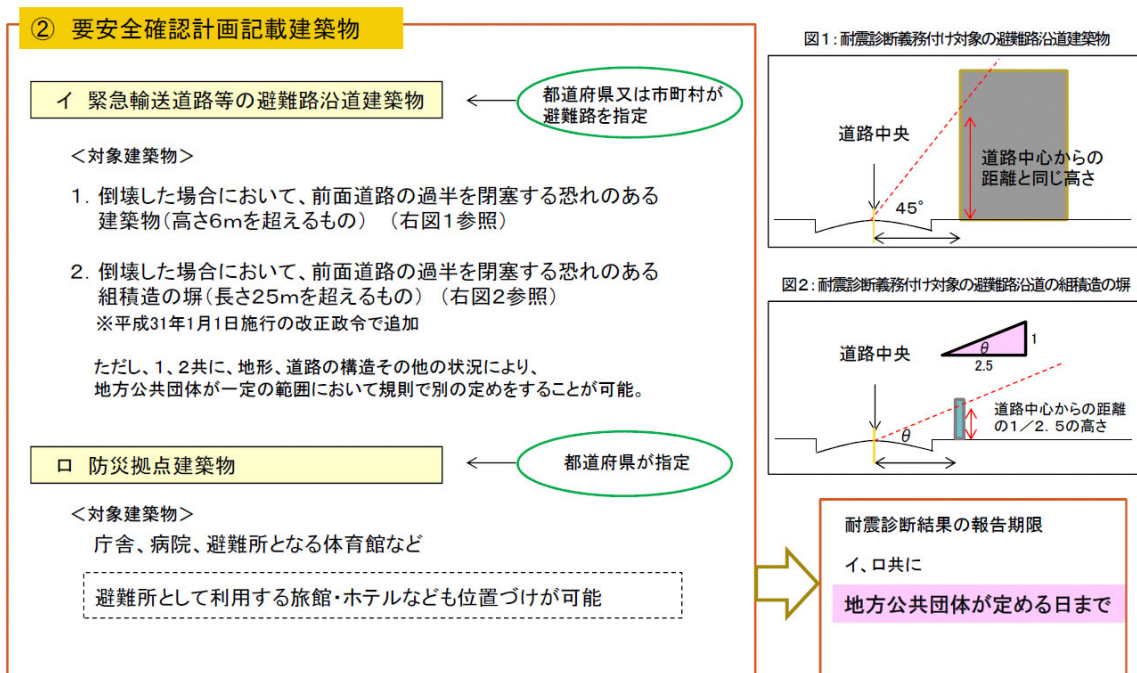 ② 要安全確認計画記載建築物
イ 緊急輸送道路等の避難路沿道建築物
都道府県又は市町村が
避難路を指定
＜対象建築物＞
１．倒壊した場合において、前面道路の過半を閉塞する恐れのある
建築物（高さ6mを超えるもの） （右図１参照）
２．倒壊した場合において、前面道路の過半を閉塞する恐れのある
組積造の塀（長さ25mを超えるもの） （右図２参照）
※平成31年1月1日施行の改正政令で追加
ただし、１、２共に、地形、道路の構造その他の状況により、
地方公共団体が一定の範囲において規則で別の定めをすることが可能。
ロ 防災拠点建築物
都道府県が指定
＜対象建築物＞
庁舎、病院、避難所となる体育館など
避難所として利用する旅館・ホテルなども位置づけが可能
図１：耐震診断義務付け対象の避難路沿道建築物
道路中央
道路中心からの
距離と同じ高さ
45°
図２：耐震診断義務付け対象の避難路沿道の組積造の塀
道路中央
θ
1
2.5
道路中心からの距離
の１／２．５の高さ
θ
耐震診断結果の報告期限
イ、ロ共に
地方公共団体が定める日まで